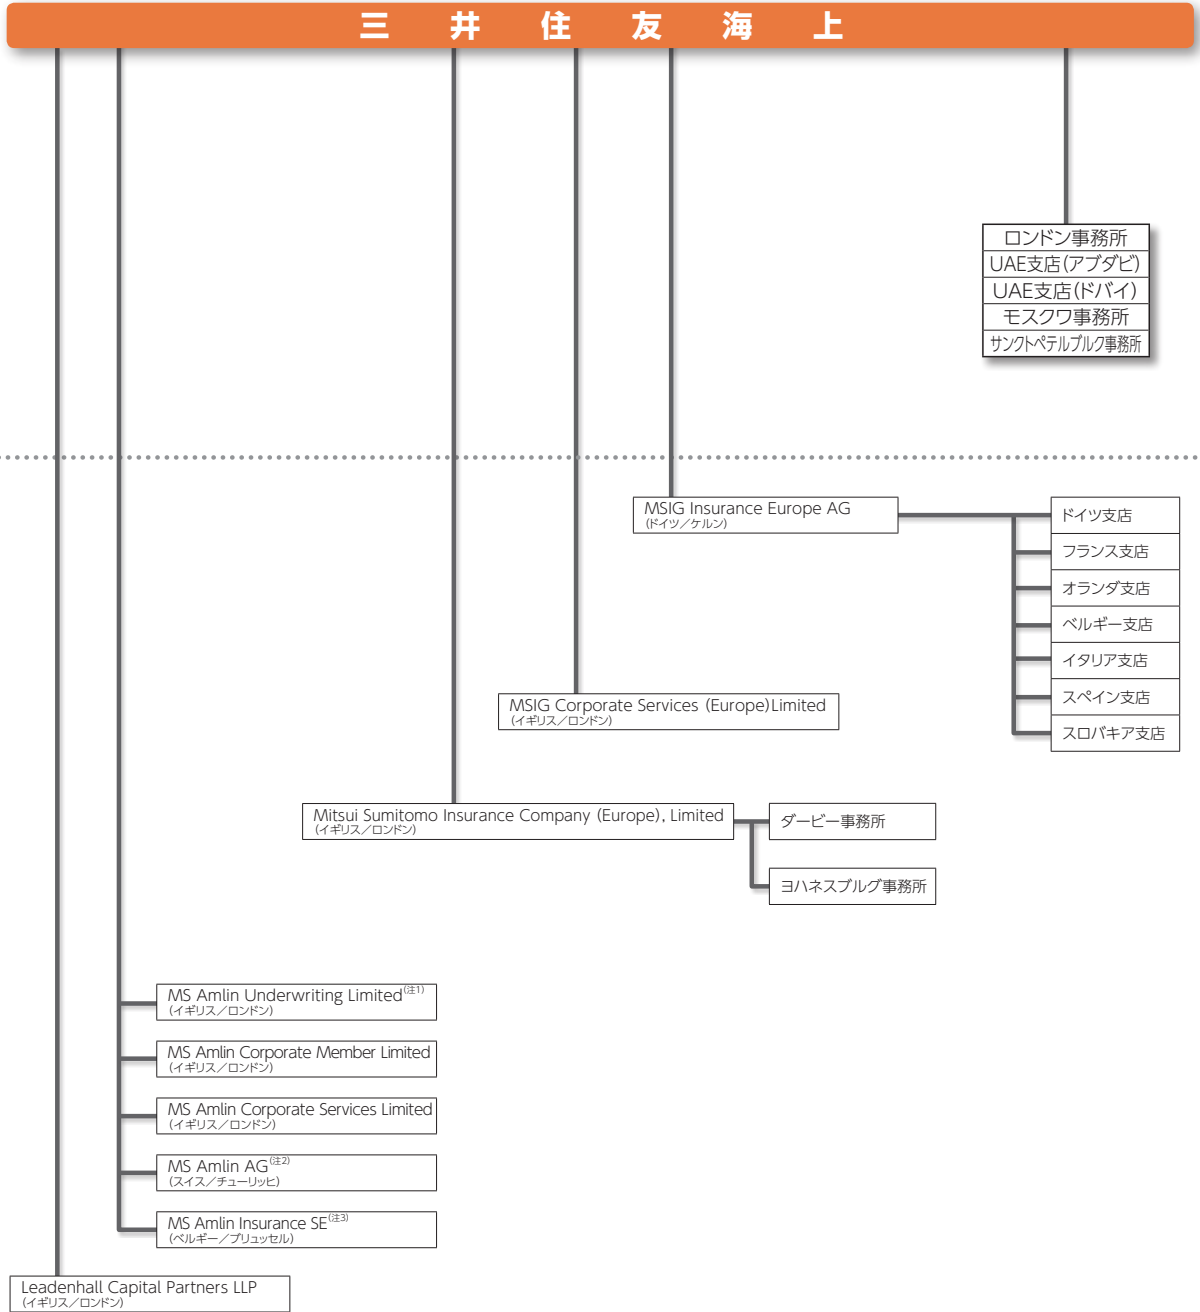 三井住友海上
ロンドン事務所
UAE支店(アブダビ)
UAE支店(ドバイ)
モスクワ事務所
サンクトペテルブルク事務所
MSIG Insurance Europe AG
(ドイツ／ケルン)
ドイツ支店
フランス支店
オランダ支店
ベルギー支店
イタリア支店
スペイン支店
スロバキア支店
MSIG Corporate Services (Europe)Limited
(イギリス／ロンドン)
Mitsui Sumitomo Insurance Company (Europe), Limited
(イギリス／ロンドン)
ダービー事務所
ヨハネスブルグ事務所
MS Amlin Underwriting Limited(注1)
(イギリス／ロンドン)
MS Amlin Corporate Member Limited
(イギリス／ロンドン)
MS Amlin Corporate Services Limited
(イギリス／ロンドン)
MS Amlin AG(注2)
(スイス／チューリッヒ)
MS Amlin Insurance SE(注3)
(ベルギー／ブリュッセル)
Leadenhall Capital Partners LLP
(イギリス／ロンドン)